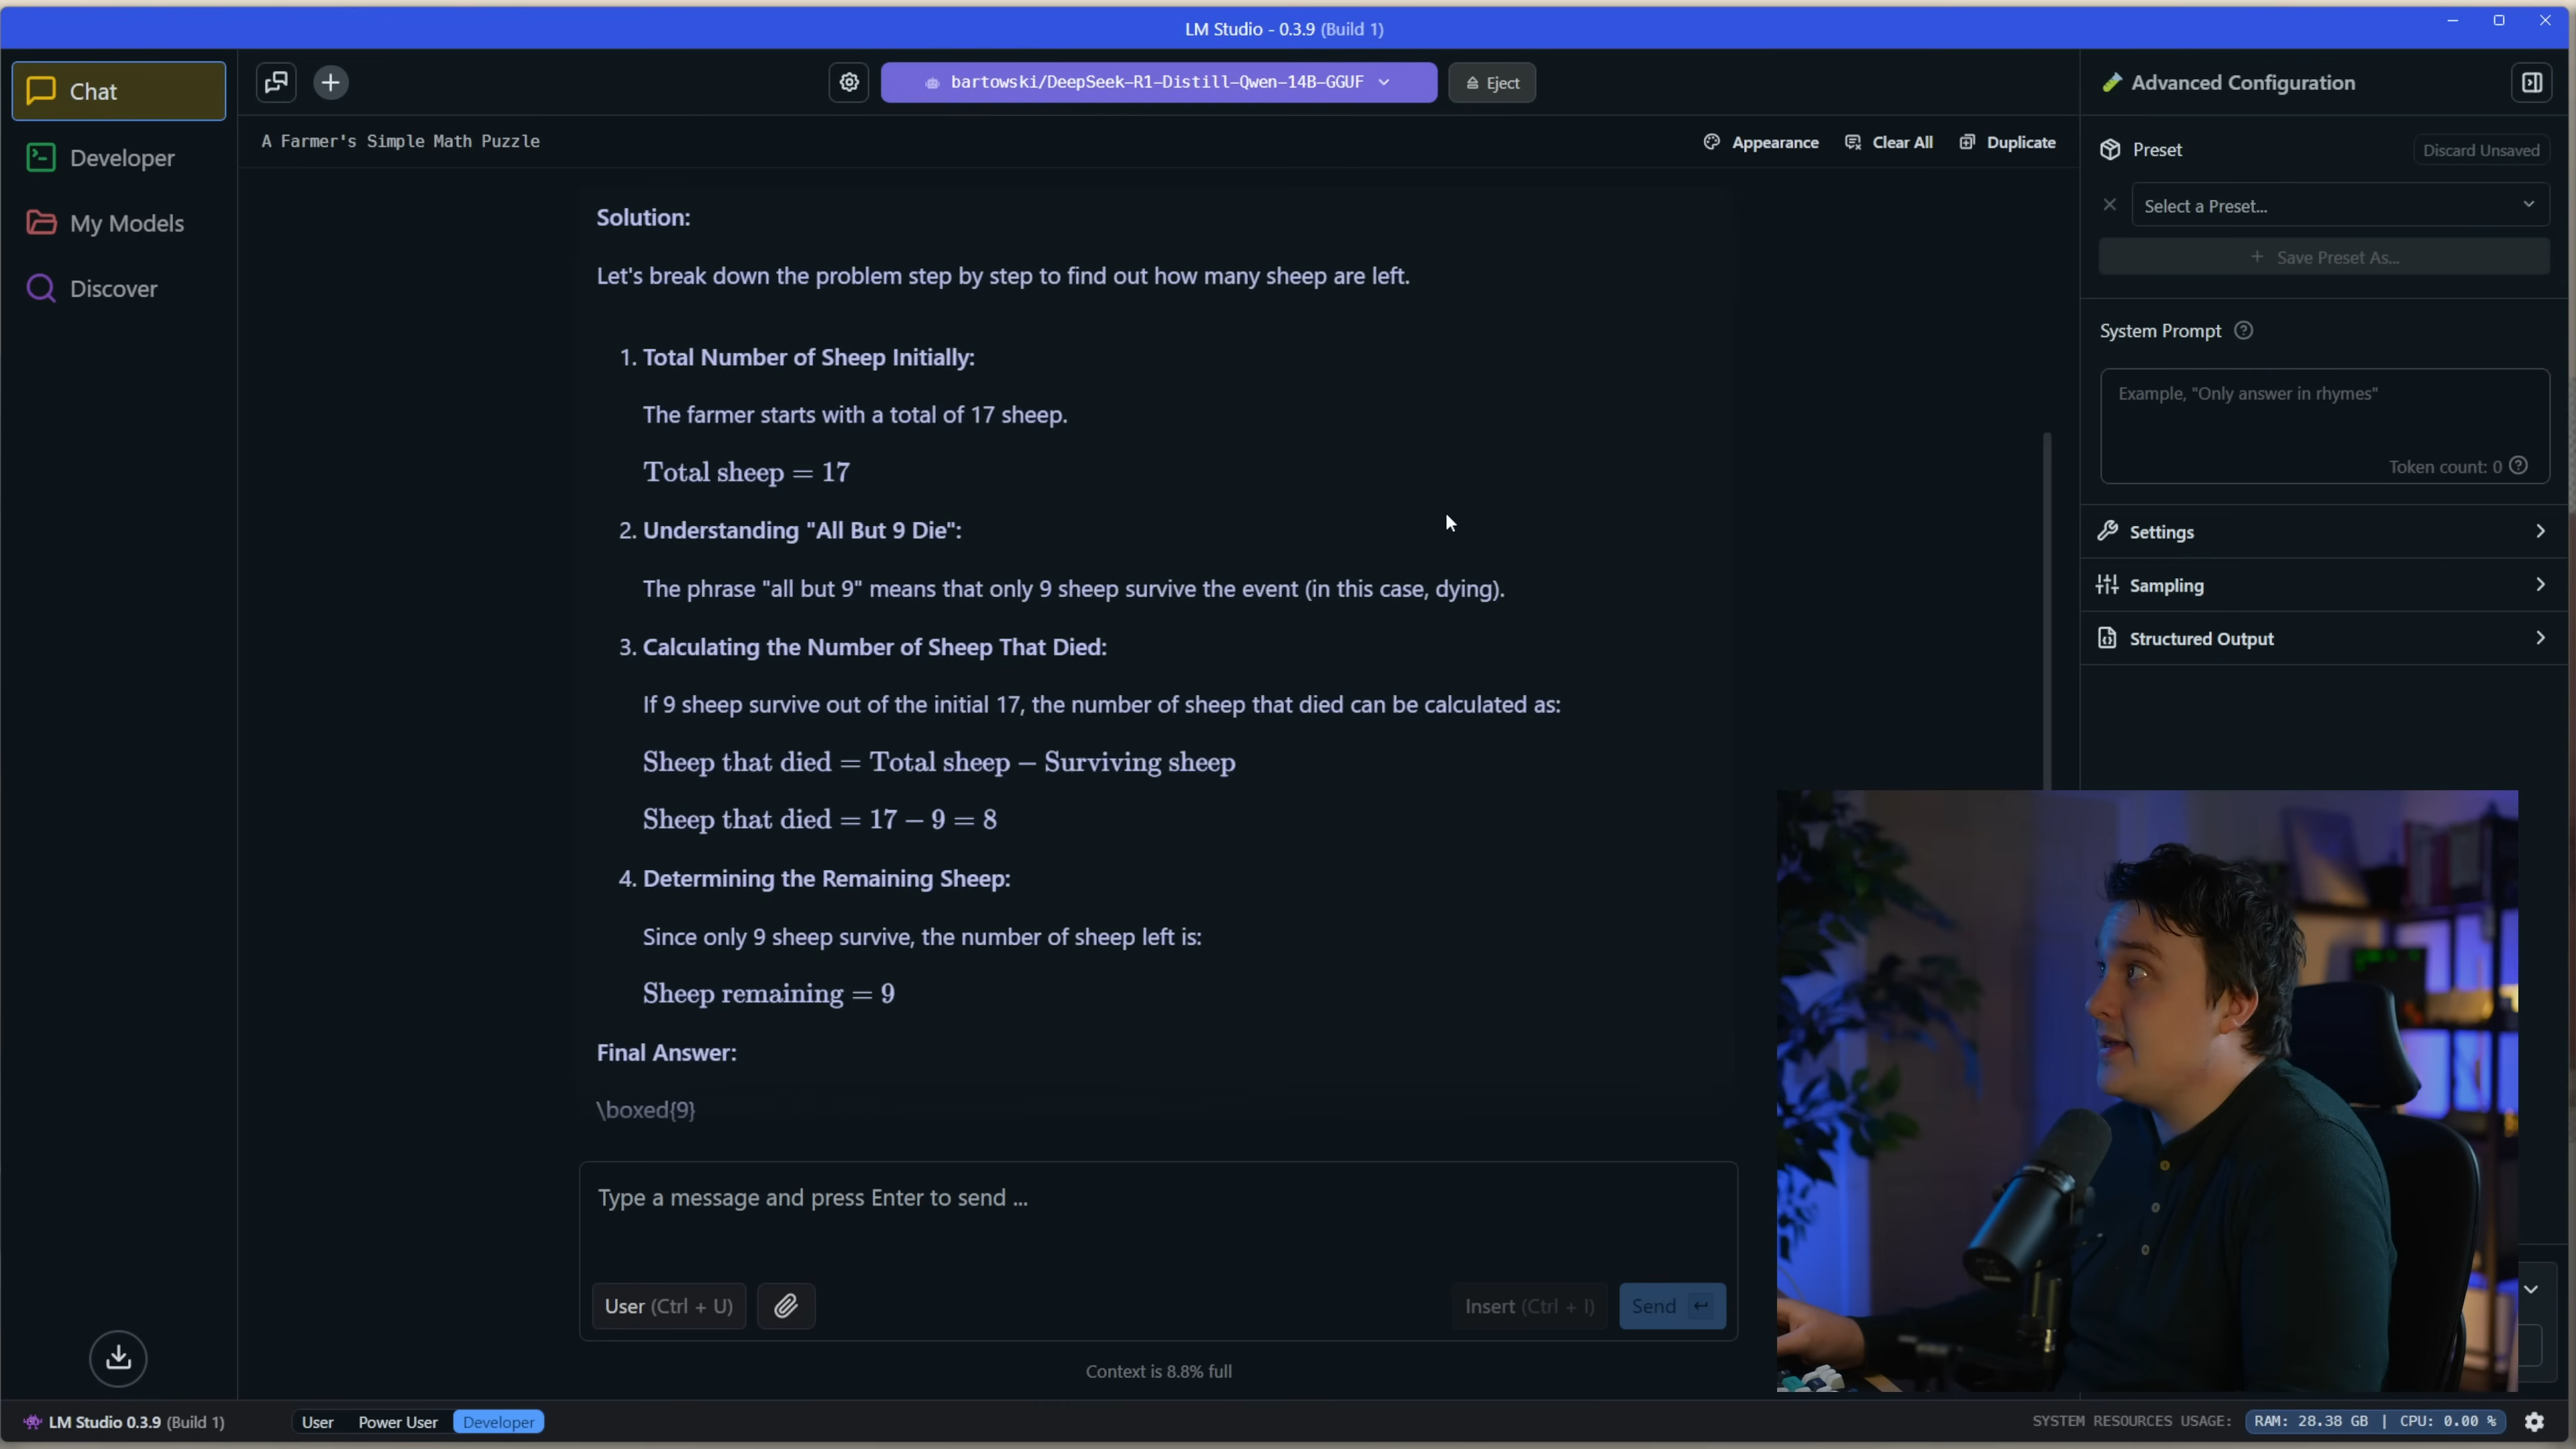 LM Studio - 0.3.9 (Build 1)
Chat
Developer
My Models
Discover
bartowski/DeepSeek-R1-Distill-Qwen-14B-GGUF
Eject
A Farmer's Simple Math Puzzle
Appearance
Clear All
Duplicate
Solution:
Let's break down the problem step by step to find out how many sheep are left.
1. Total Number of Sheep Initially:
The farmer starts with a total of 17 sheep.
Total sheep = 17
2. Understanding "All But 9 Die":
The phrase "all but 9" means that only 9 sheep survive the event (in this case, dying).
3. Calculating the Number of Sheep That Died:
If 9 sheep survive out of the initial 17, the number of sheep that died can be calculated as:
Sheep that died = Total sheep − Surviving sheep
Sheep that died = 17 − 9 = 8
4. Determining the Remaining Sheep:
Since only 9 sheep survive, the number of sheep left is:
Sheep remaining = 9
Final Answer:
\boxed{9}
Type a message and press Enter to send ...
User (Ctrl + U)
Insert (Ctrl + I)
Send
Context is 8.8% full
Advanced Configuration
Preset
Discard Unsaved
Select a Preset...
+ Save Preset As...
System Prompt
Example, "Only answer in rhymes"
Token count: 0
Settings
Sampling
Structured Output
LM Studio 0.3.9 (Build 1)
User
Power User
Developer
SYSTEM RESOURCES USAGE:
RAM: 28.38 GB | CPU: 0.00 %